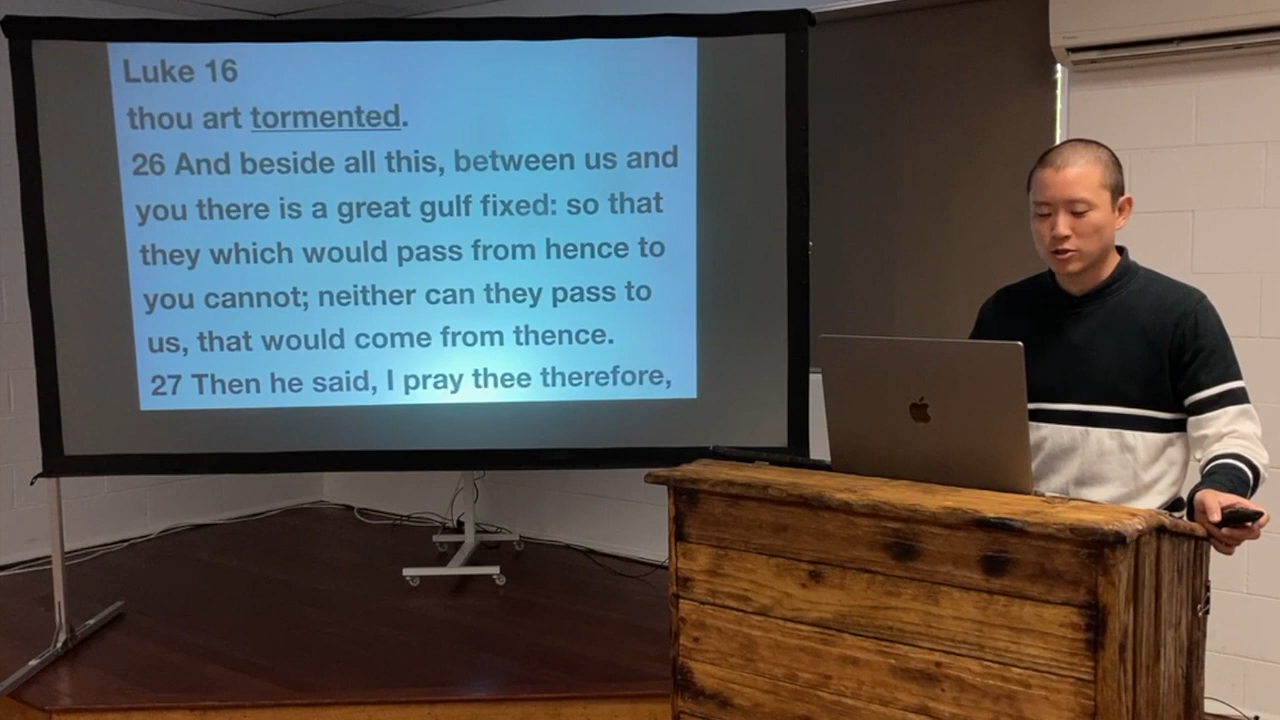 Luke 16
thou art tormented.
26 And beside all this, between us and
you there is a great gulf fixed: so that
they which would pass from hence to
you cannot; neither can they pass to
us, that would come from thence.
27 Then he said, I pray thee therefore,